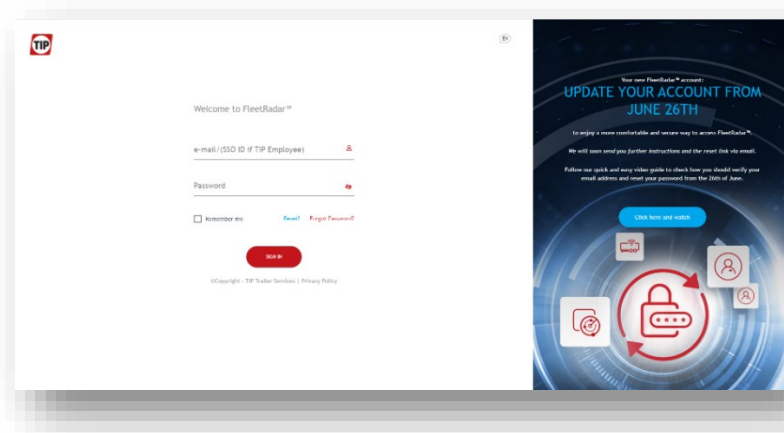 TIP
EN
Welcome to FleetRadar™
e-mail/(SSO ID if TIP Employee)
Password
Remember me
Reset?
Forgot Password?
SIGN IN
©Copyright - TIP Trailer Services | Privacy Policy
Your new FleetRadar™ account:
UPDATE YOUR ACCOUNT FROM
JUNE 26TH
to enjoy a more comfortable and secure way to access FleetRadar™.
We will soon send you further instructions and the reset link via email.
Follow our quick and easy video guide to check how you should verify your
email address and reset your password from the 26th of June.
Click here and watch
****